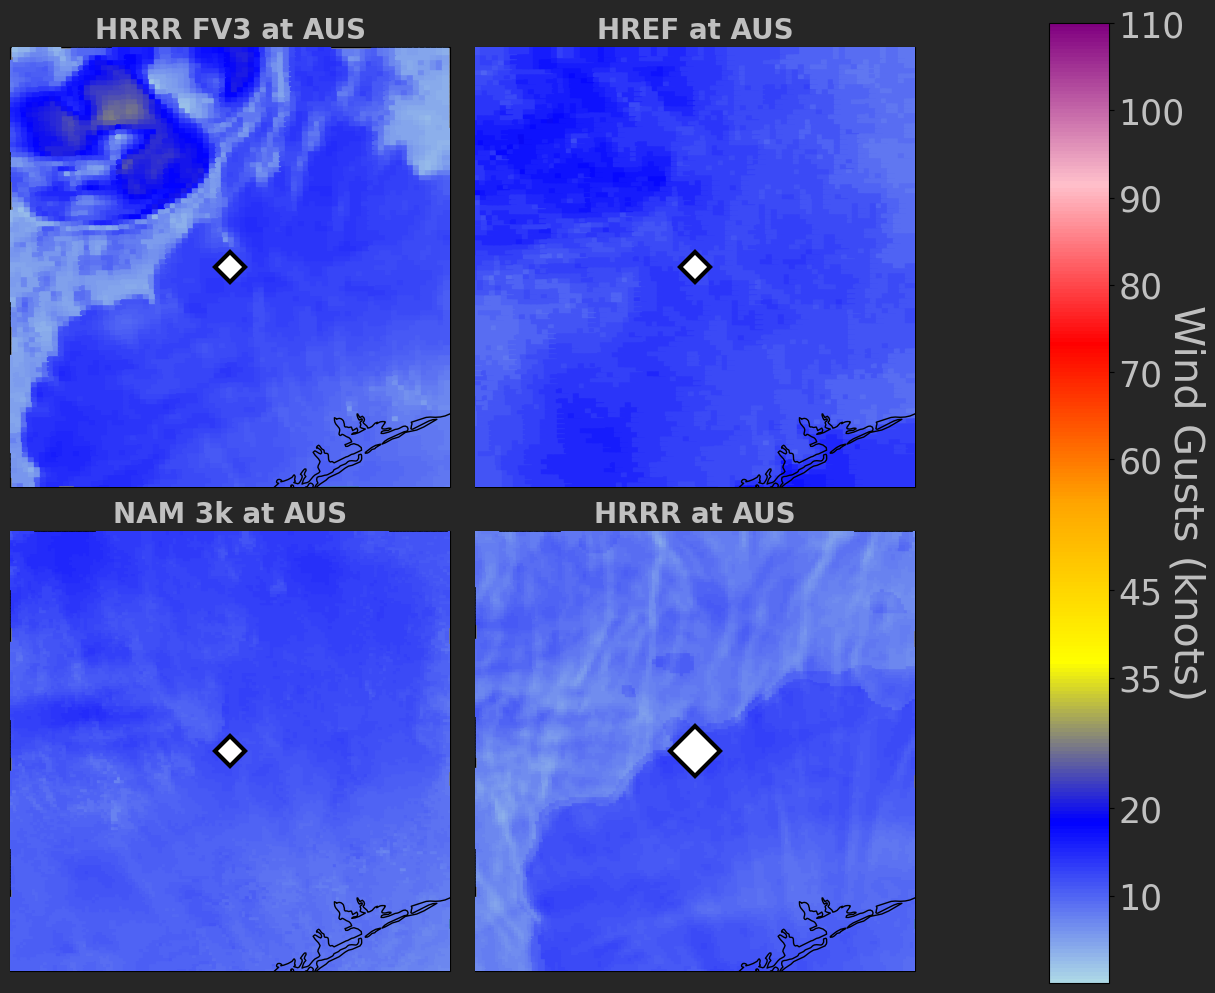 HRRR FV3 at AUS
HREF at AUS
NAM 3k at AUS
HRRR at AUS
110
100
90
80
70
60
45
35
20
10
Wind Gusts (knots)